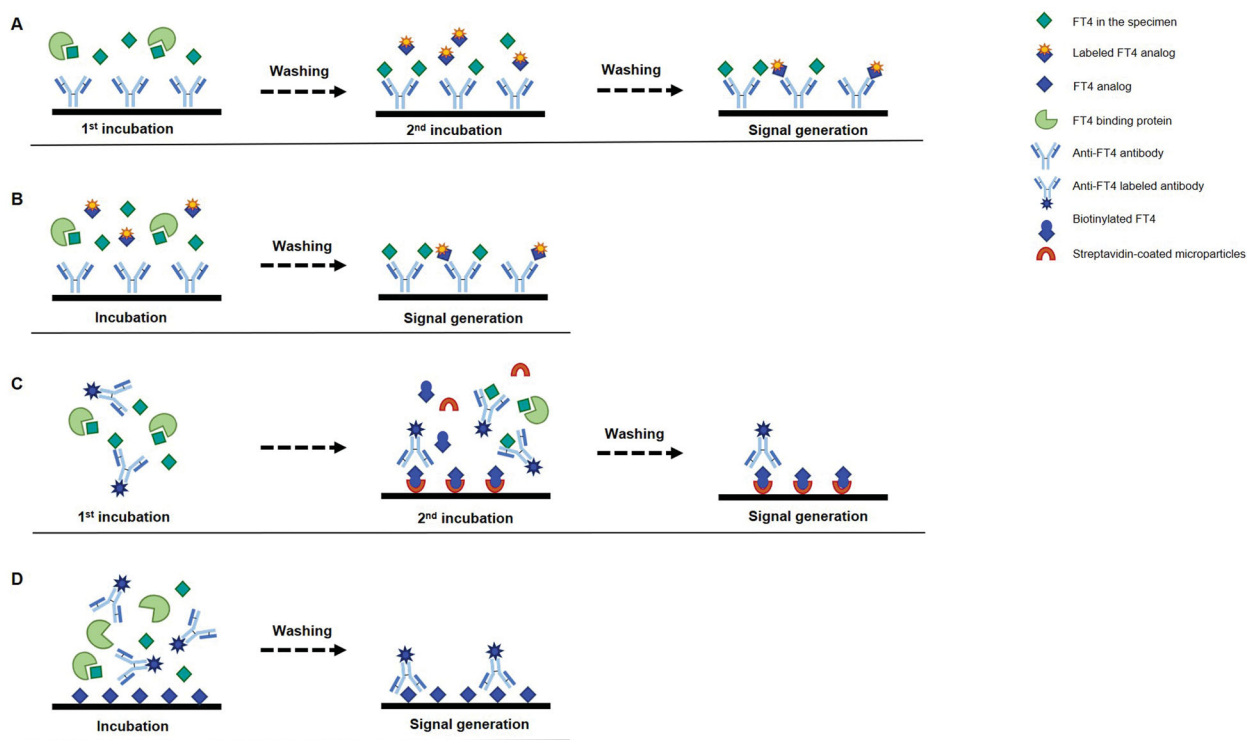 A
Washing
Washing
1st incubation
2nd incubation
Signal generation
B
Washing
Incubation
Signal generation
C
Washing
1st incubation
2nd incubation
Signal generation
D
Washing
Incubation
Signal generation
FT4 in the specimen
Labeled FT4 analog
FT4 analog
FT4 binding protein
Anti-FT4 antibody
Anti-FT4 labeled antibody
Biotinylated FT4
Streptavidin-coated microparticles